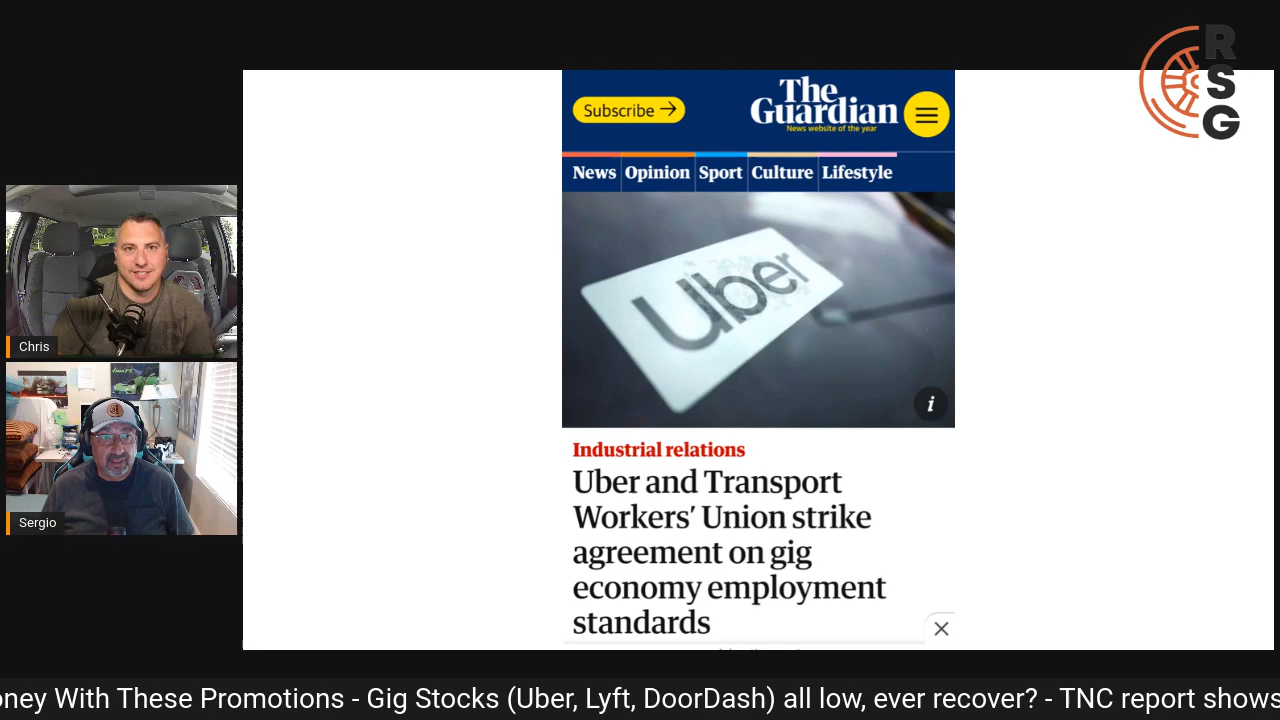 R
S
G
Subscribe →
The
Guardian
News website of the year
News Opinion Sport Culture Lifestyle
Uber
i
Chris
Industrial relations
Uber and Transport
Workers’ Union strike
agreement on gig
economy employment
standards
Sergio
oney With These Promotions - Gig Stocks (Uber, Lyft, DoorDash) all low, ever recover? - TNC report shows